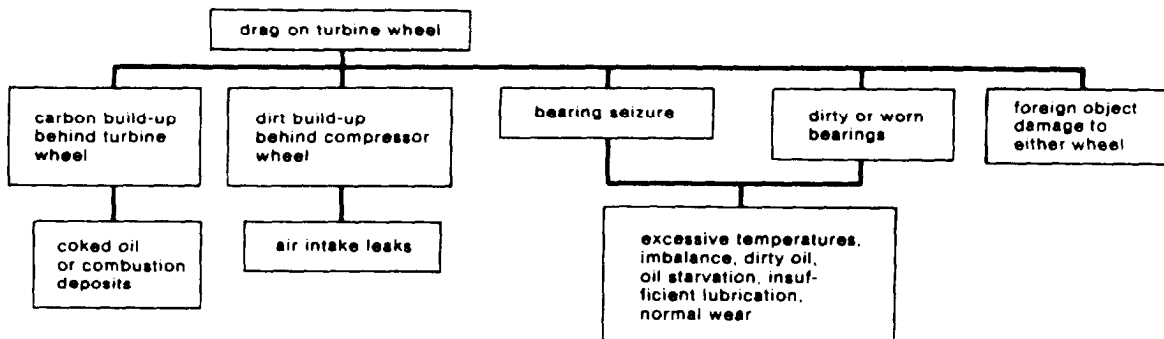 drag on turbine wheel
carbon build-up
behind turbine
wheel
dirt build-up
behind compressor
wheel
bearing seizure
dirty or worn
bearings
foreign object
damage to
either wheel
coked oil
or combustion
deposits
air intake leaks
excessive temperatures,
imbalance, dirty oil,
oil starvation, insuf-
ficient lubrication,
normal wear